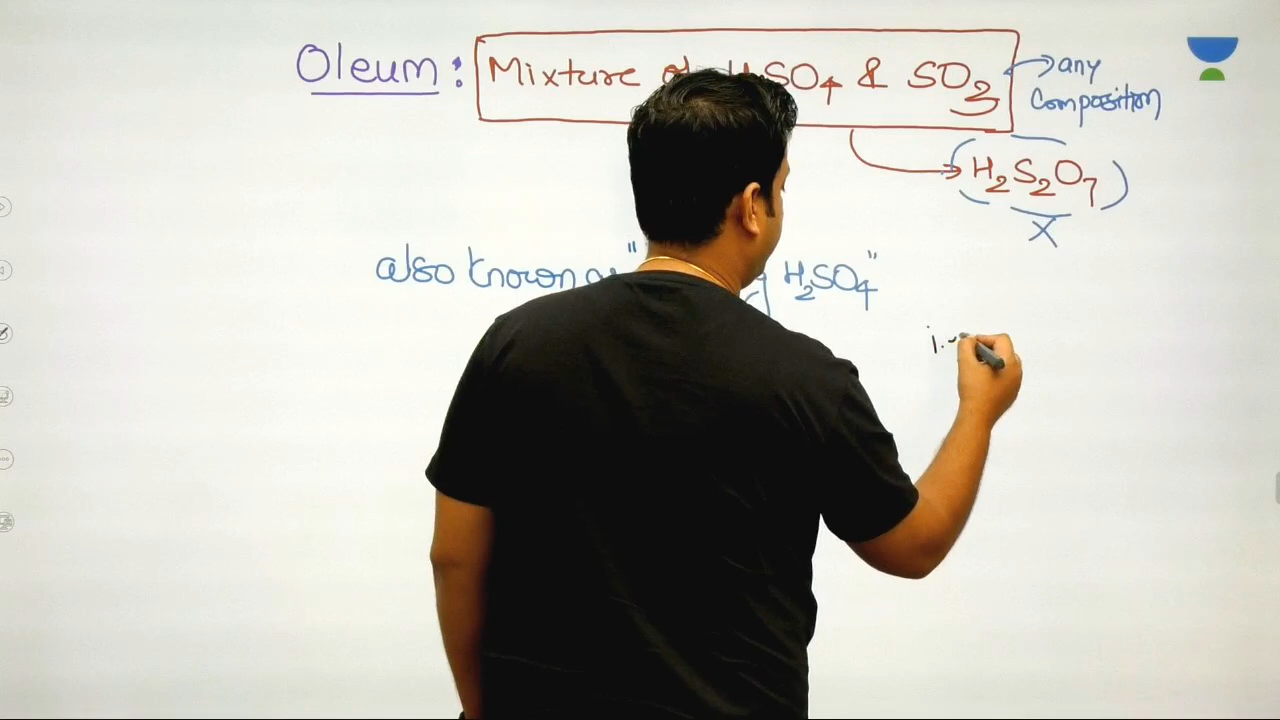 Oleum: Mixture of H2SO4 & SO3 → any
Composition
→ (H2S2O7)
X
also known as " H2SO4"
i.e